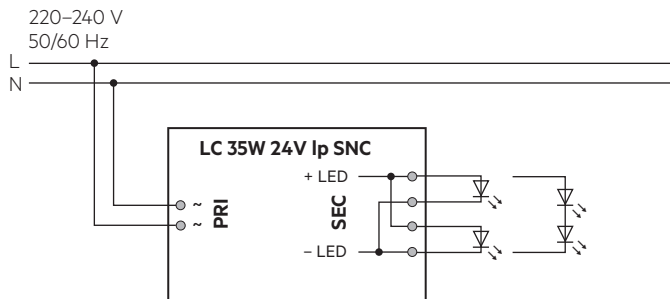 220–240 V
50/60 Hz
L
N
LC 35W 24V lp SNC
+ LED
~
PRI
~
SEC
– LED